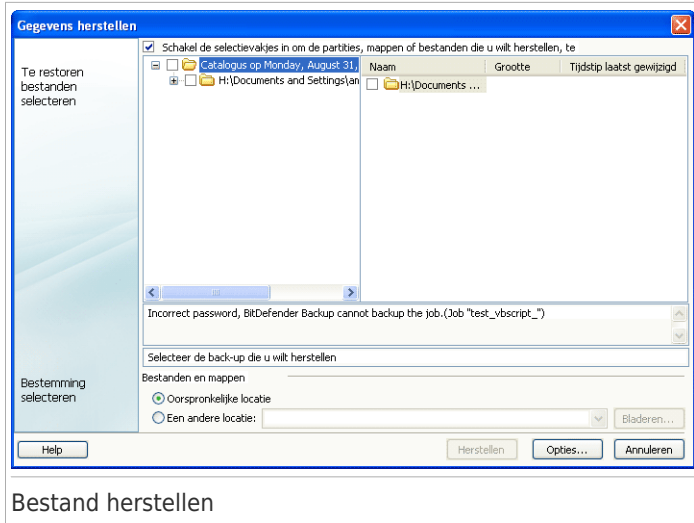 Gegevens herstellen
Te restoren
bestanden
selecteren
Schakel de selectievakjes in om de partities, mappen of bestanden die u wilt herstellen, te
Catalogus op Monday, August 31,
H:\Documents and Settings\an
Naam Grootte Tijdstip laatst gewijzigd
H:\Documents ...
Incorrect password, BitDefender Backup cannot backup the job.(Job "test_vbscript_")
Selecteer de back-up die u wilt herstellen
Bestemming
selecteren
Bestanden en mappen
Oorspronkelijke locatie
Een andere locatie:
Bladeren...
Help
Herstellen
Opties...
Annuleren
Bestand herstellen